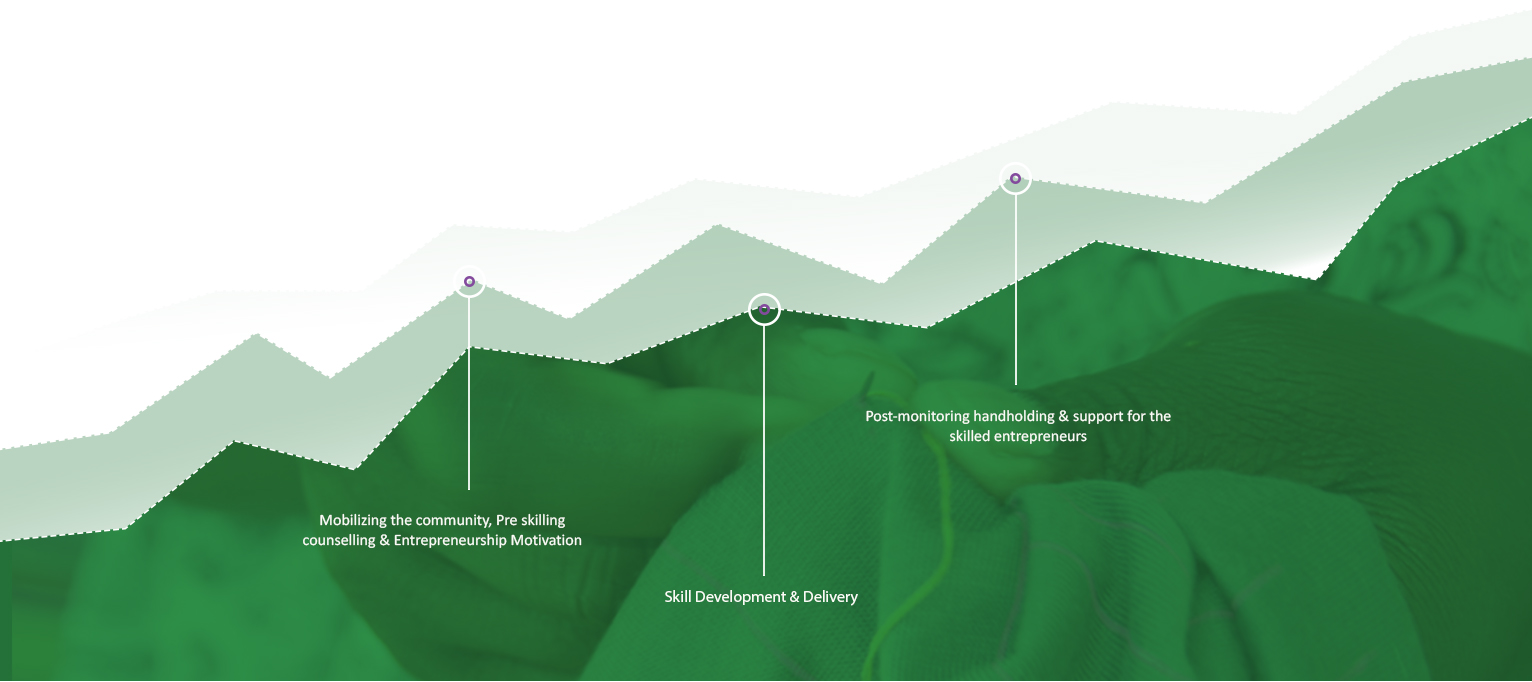 Mobilizing the community, Pre skilling
counselling & Entrepreneurship Motivation
Skill Development & Delivery
Post-monitoring handholding & support for the
skilled entrepreneurs